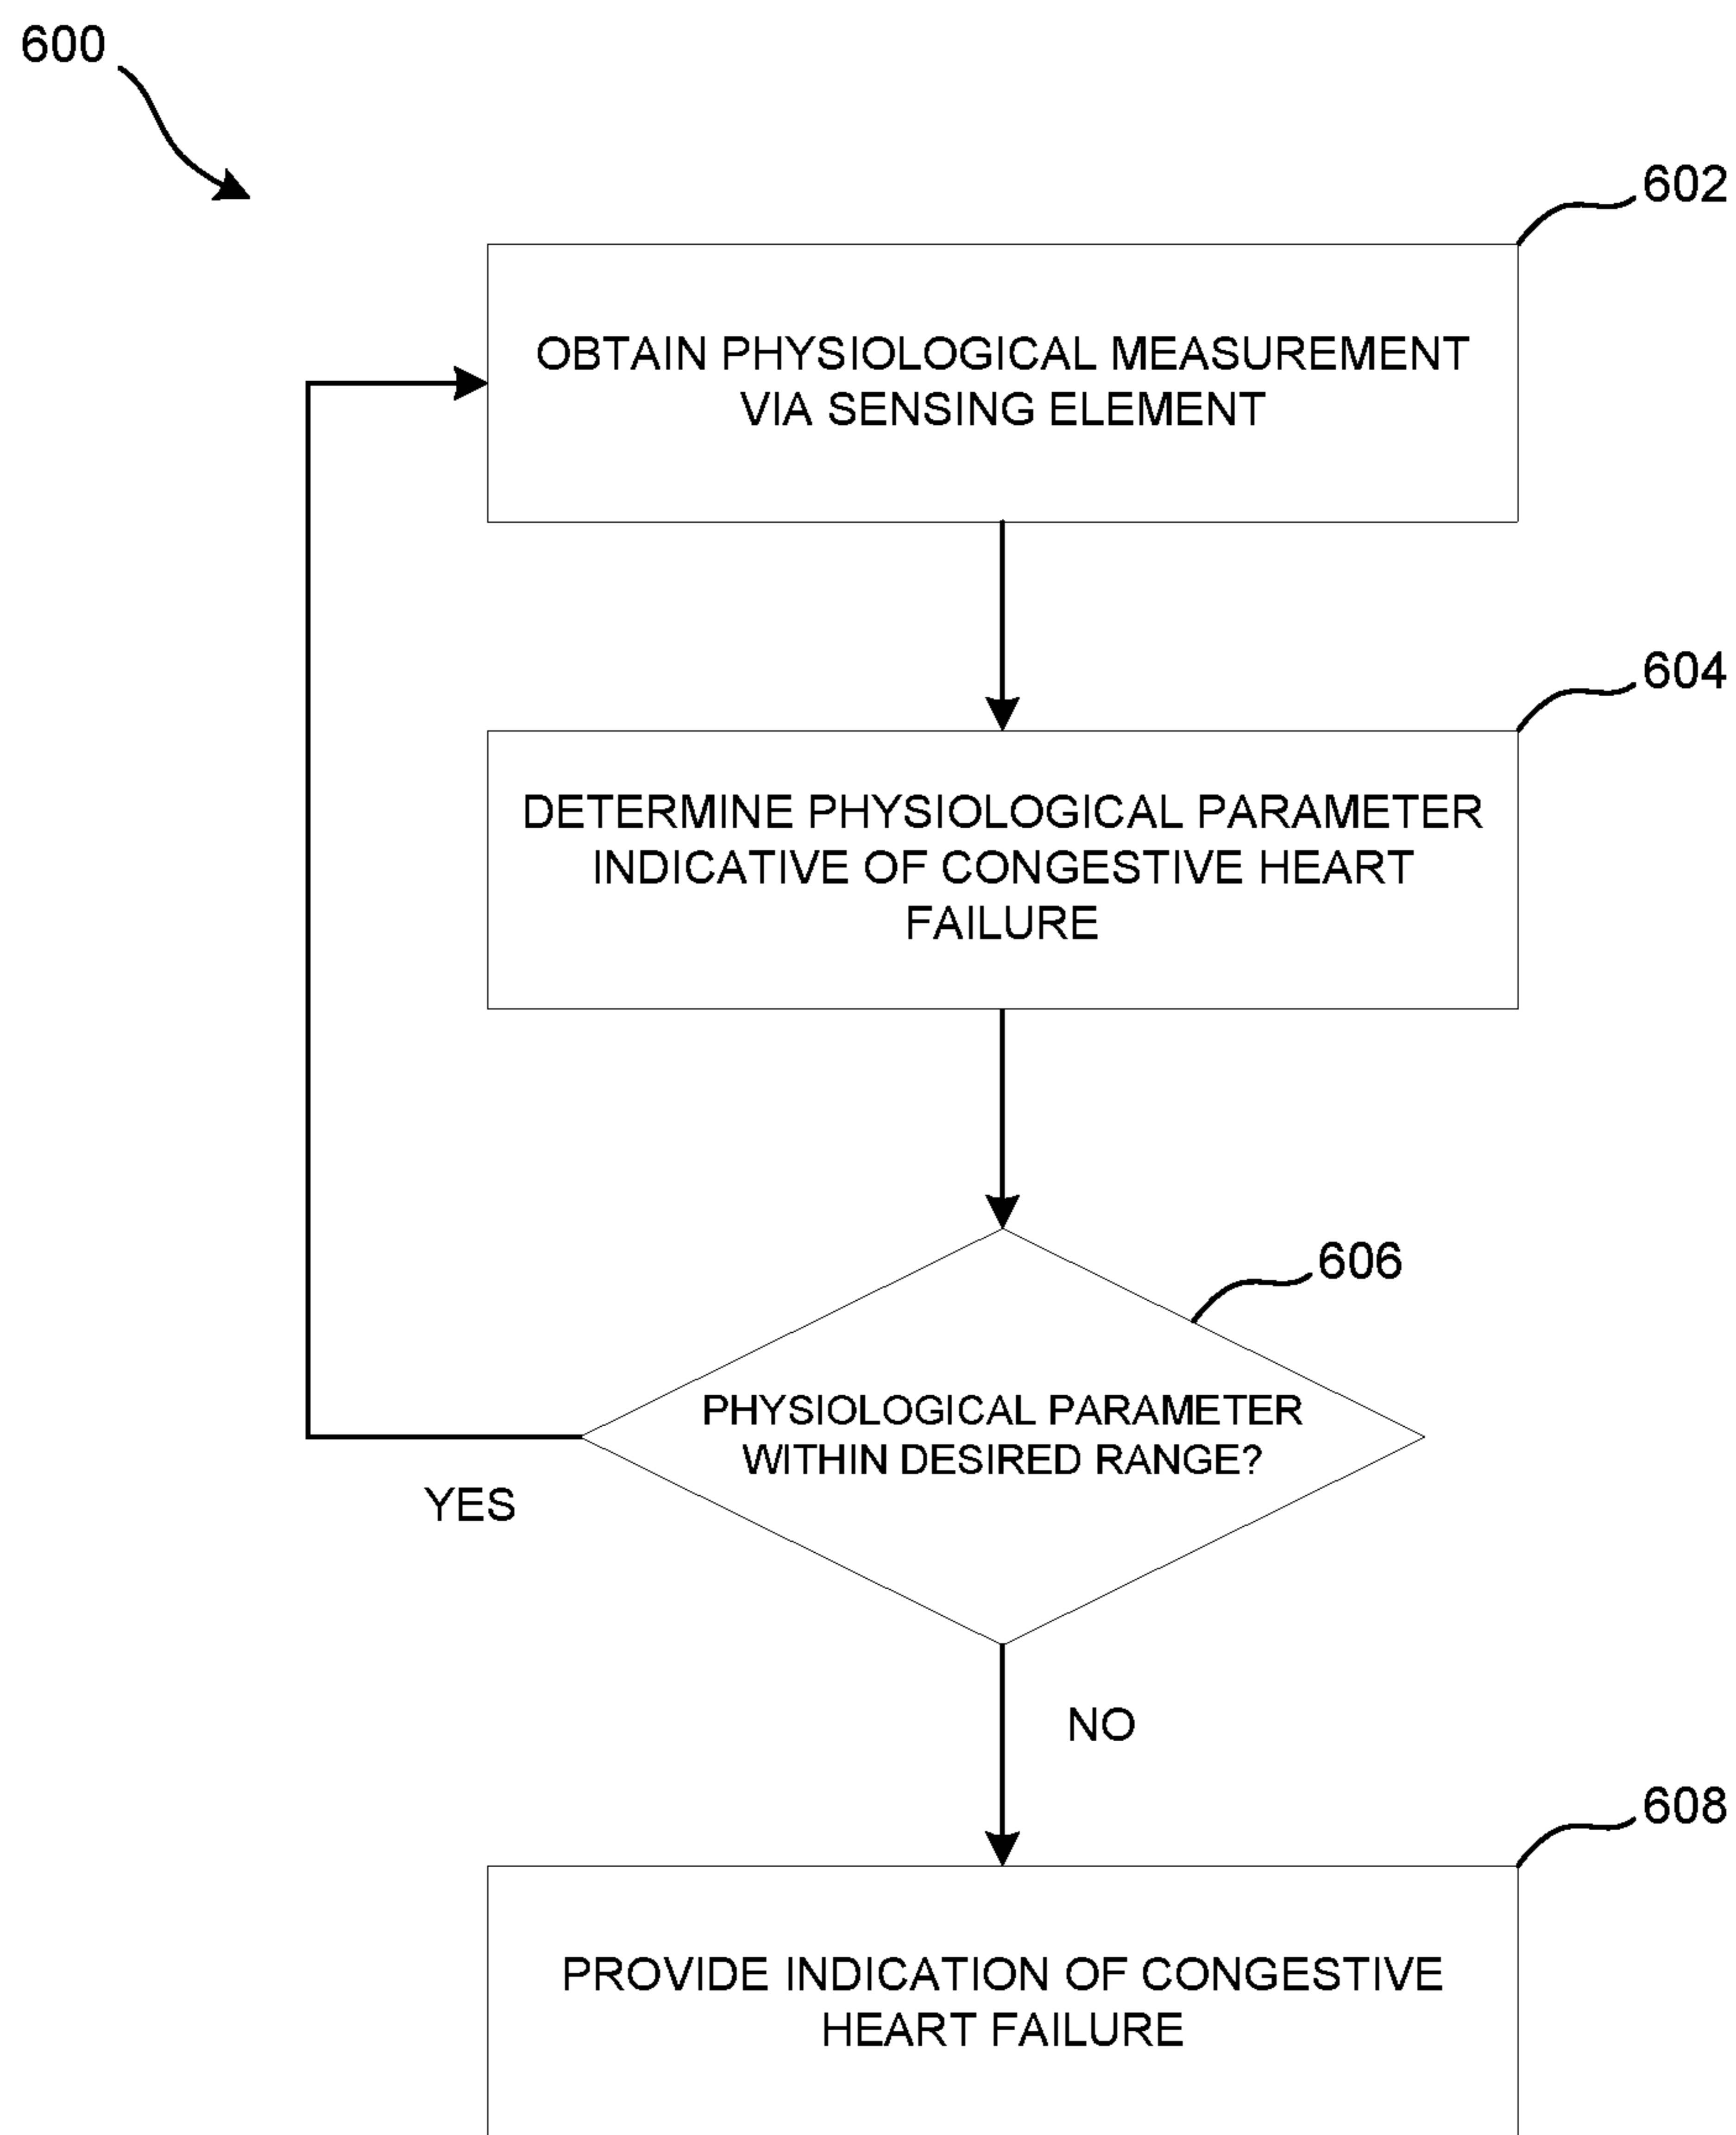 600
602
OBTAIN PHYSIOLOGICAL MEASUREMENT
VIA SENSING ELEMENT
604
DETERMINE PHYSIOLOGICAL PARAMETER
INDICATIVE OF CONGESTIVE HEART
FAILURE
606
PHYSIOLOGICAL PARAMETER
WITHIN DESIRED RANGE?
YES
NO
608
PROVIDE INDICATION OF CONGESTIVE
HEART FAILURE